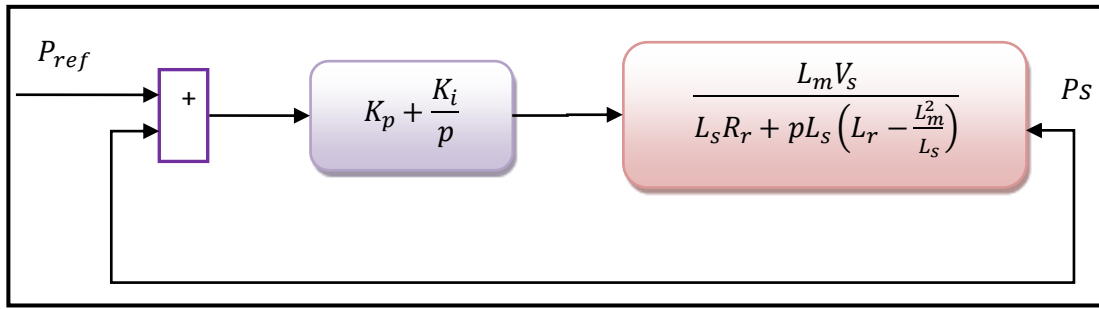 P_ref
+
K_p + K_i/p
L_m V_s / (L_s R_r + p L_s (L_r − L_m^2/L_s))
Ps